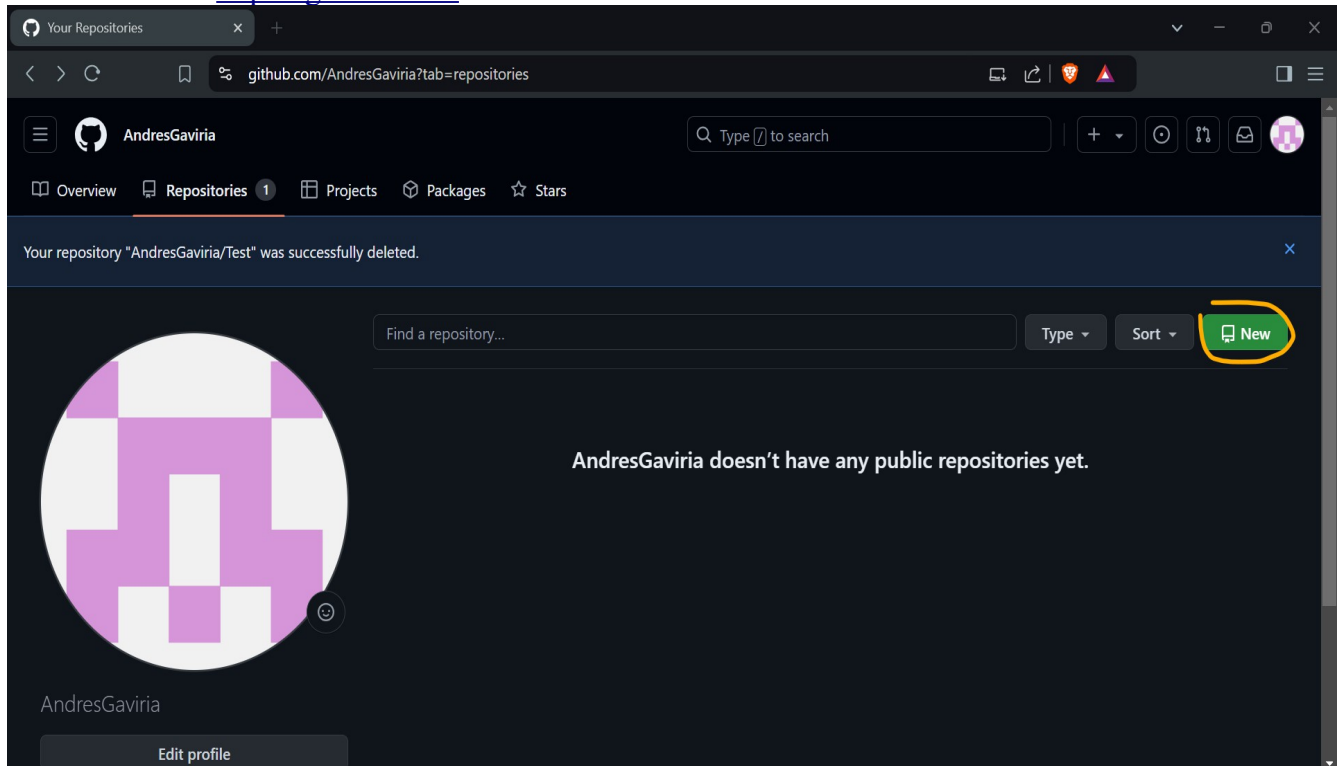 Your Repositories
github.com/AndresGaviria?tab=repositories
AndresGaviria
Type / to search
Overview Repositories 1 Projects Packages Stars
Your repository "AndresGaviria/Test" was successfully deleted.
Find a repository... Type Sort New
AndresGaviria doesn’t have any public repositories yet.
AndresGaviria
Edit profile